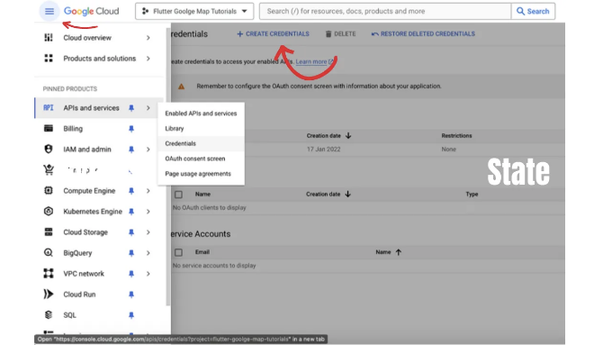 Google Cloud
Flutter Goolge Map Tutorials
Search (/) for resources, docs, products and more
Search
Cloud overview
Products and solutions
PINNED PRODUCTS
API APIs and services
Billing
IAM and admin
Compute Engine
Kubernetes Engine
Cloud Storage
BigQuery
VPC network
Cloud Run
SQL
Enabled APIs and services
Library
Credentials
OAuth consent screen
Page usage agreements
redentials
+ CREATE CREDENTIALS
DELETE
RESTORE DELETED CREDENTIALS
eate credentials to access your enabled APIs. Learn more
Remember to configure the OAuth consent screen with information about your application.
Creation date
Restrictions
17 Jan 2022
None
State
Name
Creation date
Type
No OAuth clients to display
ervice Accounts
Email
Name
No service accounts to display
Open "https://console.cloud.google.com/apis/credentials?project=flutter-goolge-map-tutorials" in a new tab